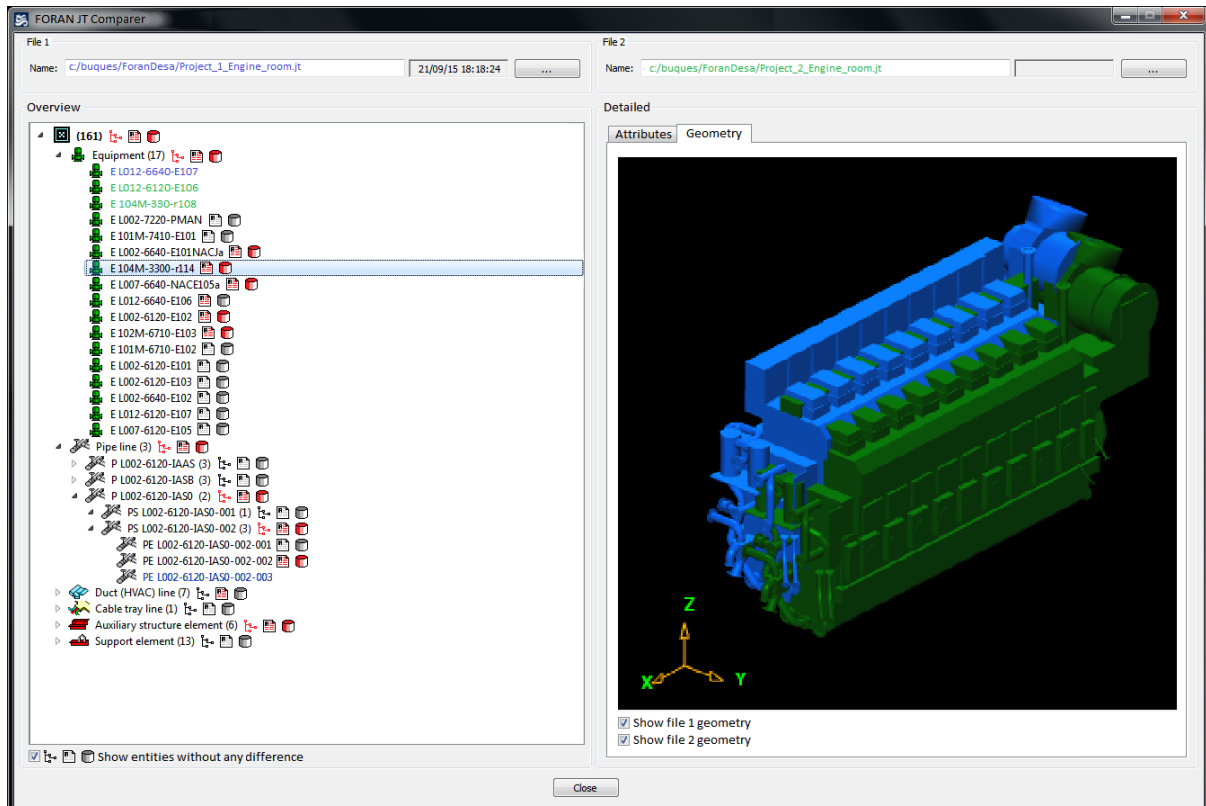 FORAN JT Comparer
File 1
Name: c:/buques/ForanDesa/Project_1_Engine_room.jt 21/09/15 18:18:24 ...
File 2
Name: c:/buques/ForanDesa/Project_2_Engine_room.jt ...
Overview
(161)
Equipment (17)
E L012-6640-E107
E L012-6120-E106
E 104M-330-r108
E L002-7220-PMAN
E 101M-7410-E101
E L002-6640-E101NACJa
E 104M-3300-r114
E L007-6640-NACE105a
E L012-6640-E106
E L002-6120-E102
E 102M-6710-E103
E 101M-6710-E102
E L002-6120-E101
E L002-6120-E103
E L002-6640-E102
E L012-6120-E107
E L007-6120-E105
Pipe line (3)
P L002-6120-IAAS (3)
P L002-6120-IASB (3)
P L002-6120-IAS0 (2)
PS L002-6120-IAS0-001 (1)
PS L002-6120-IAS0-002 (3)
PE L002-6120-IAS0-002-001
PE L002-6120-IAS0-002-002
PE L002-6120-IAS0-002-003
Duct (HVAC) line (7)
Cable tray line (1)
Auxiliary structure element (6)
Support element (13)
Show entities without any difference
Detailed
Attributes Geometry
Z
X Y
Show file 1 geometry
Show file 2 geometry
Close